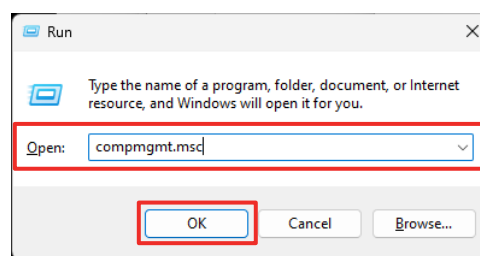 Run
Type the name of a program, folder, document, or Internet
resource, and Windows will open it for you.
Open: compmgmt.msc
OK Cancel Browse...